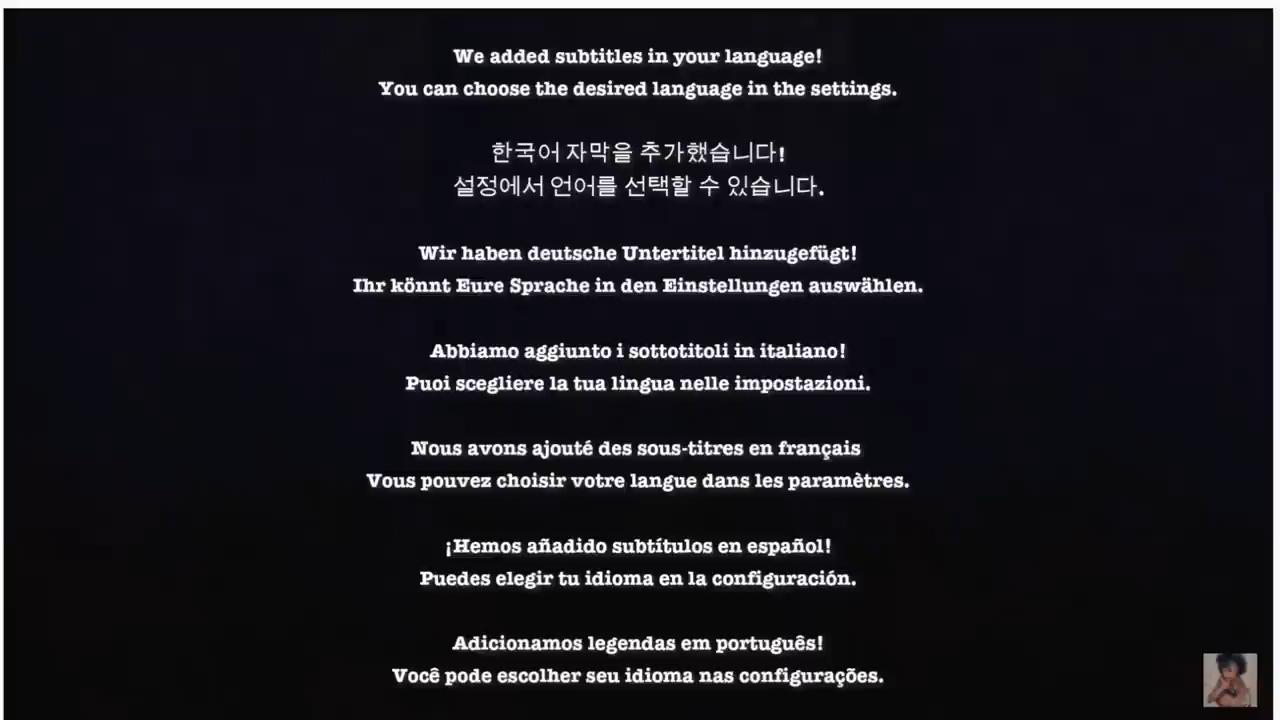 We added subtitles in your language!
You can choose the desired language in the settings.
한국어 자막을 추가했습니다!
설정에서 언어를 선택할 수 있습니다.
Wir haben deutsche Untertitel hinzugefügt!
Ihr könnt Eure Sprache in den Einstellungen auswählen.
Abbiamo aggiunto i sottotitoli in italiano!
Puoi scegliere la tua lingua nelle impostazioni.
Nous avons ajouté des sous-titres en français
Vous pouvez choisir votre langue dans les paramètres.
¡Hemos añadido subtítulos en español!
Puedes elegir tu idioma en la configuración.
Adicionamos legendas em português!
Você pode escolher seu idioma nas configurações.